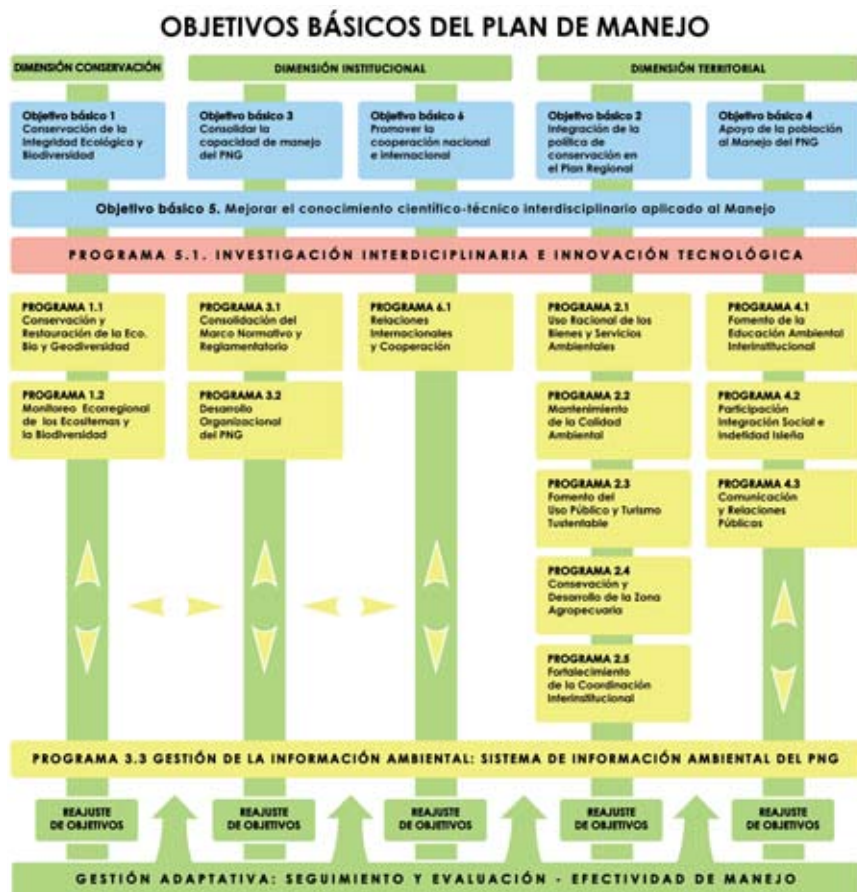 OBJETIVOS BÁSICOS DEL PLAN DE MANEJO
DIMENSIÓN CONSERVACIÓN
DIMENSIÓN INSTITUCIONAL
DIMENSIÓN TERRITORIAL
Objetivo básico 1
Conservación de la
Integridad Ecológica y
Biodiversidad
Objetivo básico 3
Consolidar la
capacidad de manejo
del PNG
Objetivo básico 6
Promover la
cooperación nacional
e internacional
Objetivo básico 2
Integración de la
política de
conservación en
el Plan Regional
Objetivo básico 4
Apoyo de la población
al Manejo del PNG
Objetivo básico 5. Mejorar el conocimiento científico-técnico interdisciplinario aplicado al Manejo
PROGRAMA 5.1. INVESTIGACIÓN INTERDICIPLINARIA E INNOVACIÓN TECNOLÓGICA
PROGRAMA 1.1
Conservación y
Restauración de la Eco.
Bio y Geodiversidad
PROGRAMA 3.1
Consolidación del
Marco Normativo y
Reglamentatorio
PROGRAMA 6.1
Relaciones
Internacionales
y Cooperación
PROGRAMA 2.1
Uso Racional de los
Bienes y Servicios
Ambientales
PROGRAMA 4.1
Fomento de la
Educación Ambiental
Interinstitucional
PROGRAMA 1.2
Monitoreo Ecorregional
de los Ecositemas y
la Biodiversidad
PROGRAMA 3.2
Desarrollo
Organizacional
del PNG
PROGRAMA 2.2
Mantenimiento
de la Calidad
Ambiental
PROGRAMA 4.2
Participación
Integración Social e
Indetidad Isleña
PROGRAMA 2.3
Fomento del
Uso Público y Turismo
Tustentable
PROGRAMA 4.3
Comunicación
y Relaciones
Públicas
PROGRAMA 2.4
Consevación y
Desarrollo de la Zona
Agropecuaria
PROGRAMA 2.5
Fortalecimiento
de la Coordinación
Interinstitucional
PROGRAMA 3.3 GESTIÓN DE LA INFORMACIÓN AMBIENTAL: SISTEMA DE INFORMACIÓN AMBIENTAL DEL PNG
REAJUSTE
DE OBJETIVOS
REAJUSTE
DE OBJETIVOS
REAJUSTE
DE OBJETIVOS
REAJUSTE
DE OBJETIVOS
REAJUSTE
DE OBJETIVOS
GESTIÓN ADAPTATIVA: SEGUIMIENTO Y EVALUACIÓN - EFECTIVIDAD DE MANEJO